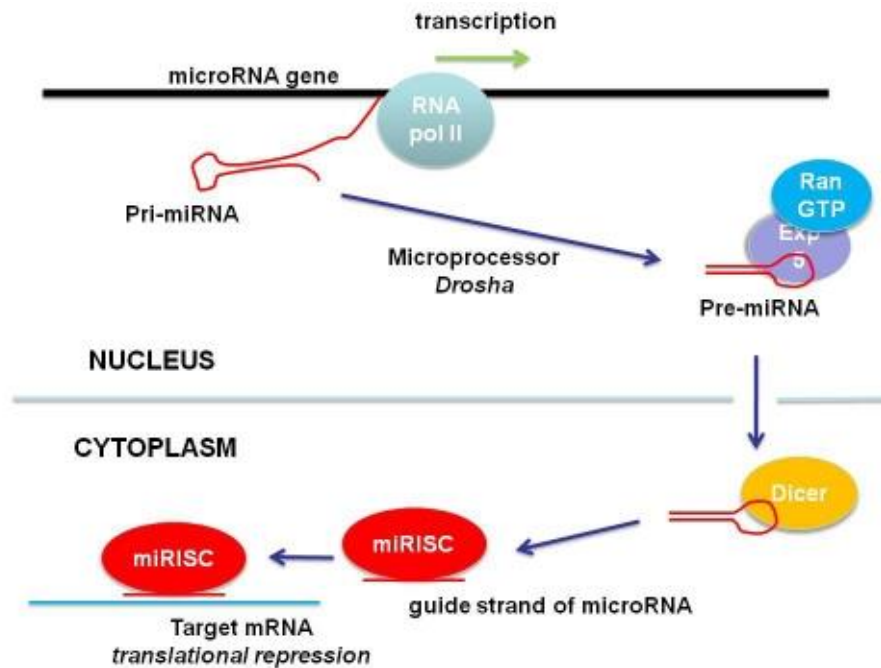 transcription
microRNA gene
RNA
pol II
Pri-miRNA
Ran
GTP
Exp
5
Microprocessor
Drosha
Pre-miRNA
NUCLEUS
CYTOPLASM
Dicer
miRISC
miRISC
guide strand of microRNA
Target mRNA
translational repression